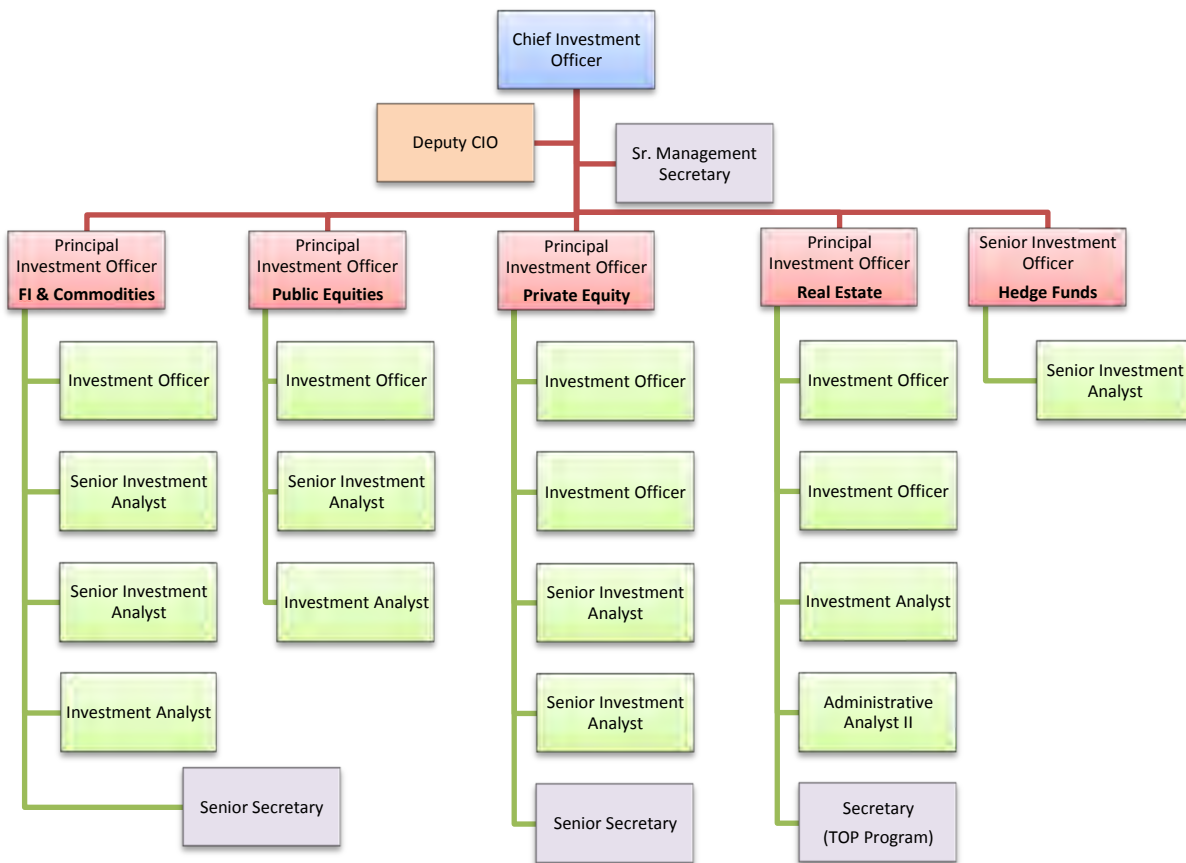 Chief Investment
Officer
Deputy CIO
Sr. Management
Secretary
Principal
Investment Officer
FI & Commodities
Principal
Investment Officer
Public Equities
Principal
Investment Officer
Private Equity
Principal
Investment Officer
Real Estate
Senior Investment
Officer
Hedge Funds
Investment Officer
Senior Investment
Analyst
Senior Investment
Analyst
Investment Analyst
Senior Secretary
Investment Officer
Senior Investment
Analyst
Investment Analyst
Investment Officer
Investment Officer
Senior Investment
Analyst
Senior Investment
Analyst
Senior Secretary
Investment Officer
Investment Officer
Investment Analyst
Administrative
Analyst II
Secretary
(TOP Program)
Senior Investment
Analyst